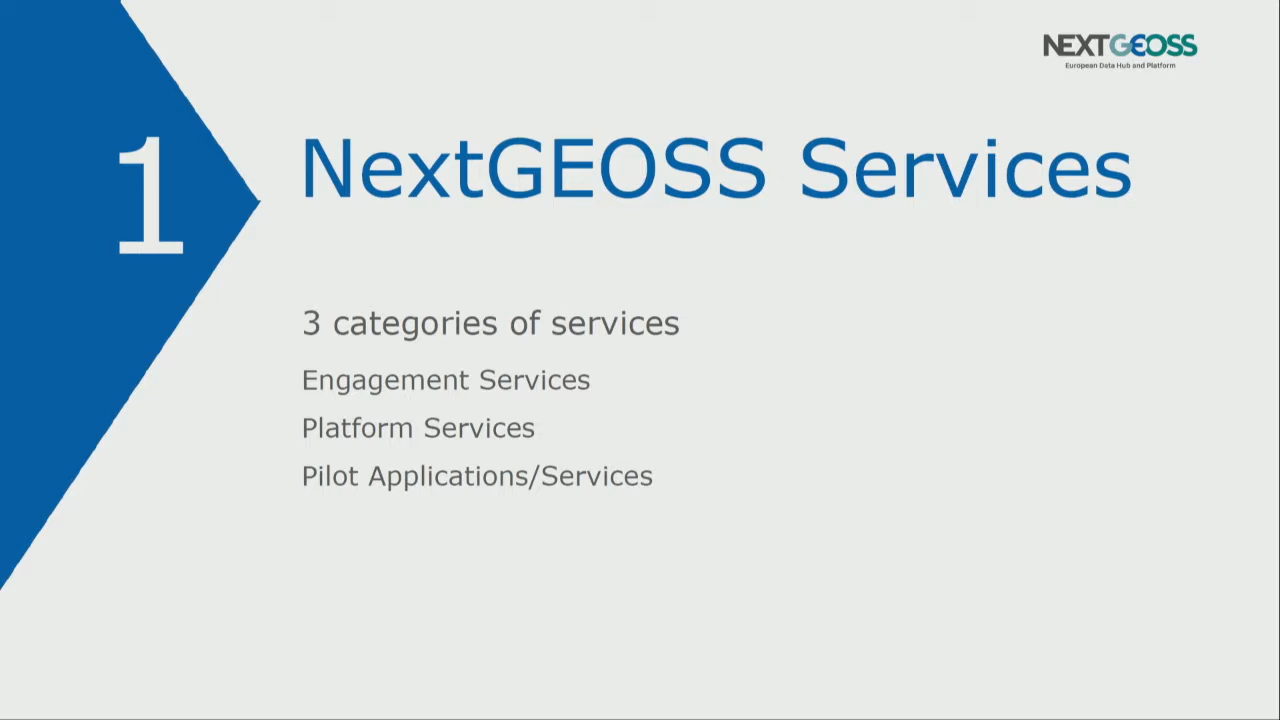 NEXTGEOSS
European Data Hub and Platform
1
NextGEOSS Services
3 categories of services
Engagement Services
Platform Services
Pilot Applications/Services